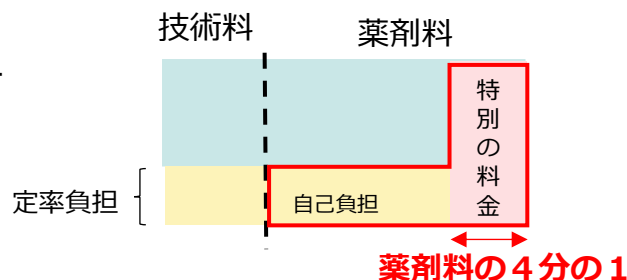 技術料
薬剤料
特別の料金
定率負担
自己負担
薬剤料の４分の１